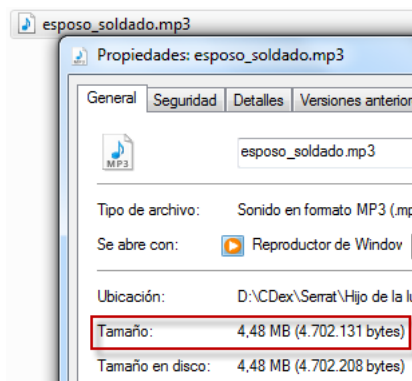 esposo_soldado.mp3
Propiedades: esposo_soldado.mp3
General Seguridad Detalles Versiones anterior
MP3
esposo_soldado.mp3
Tipo de archivo: Sonido en formato MP3 (.mp
Se abre con: Reproductor de Window
Ubicación: D:\CDex\Serrat\Hijo de la lu
Tamaño: 4,48 MB (4.702.131 bytes)
Tamaño en disco: 4,48 MB (4.702.208 bytes)